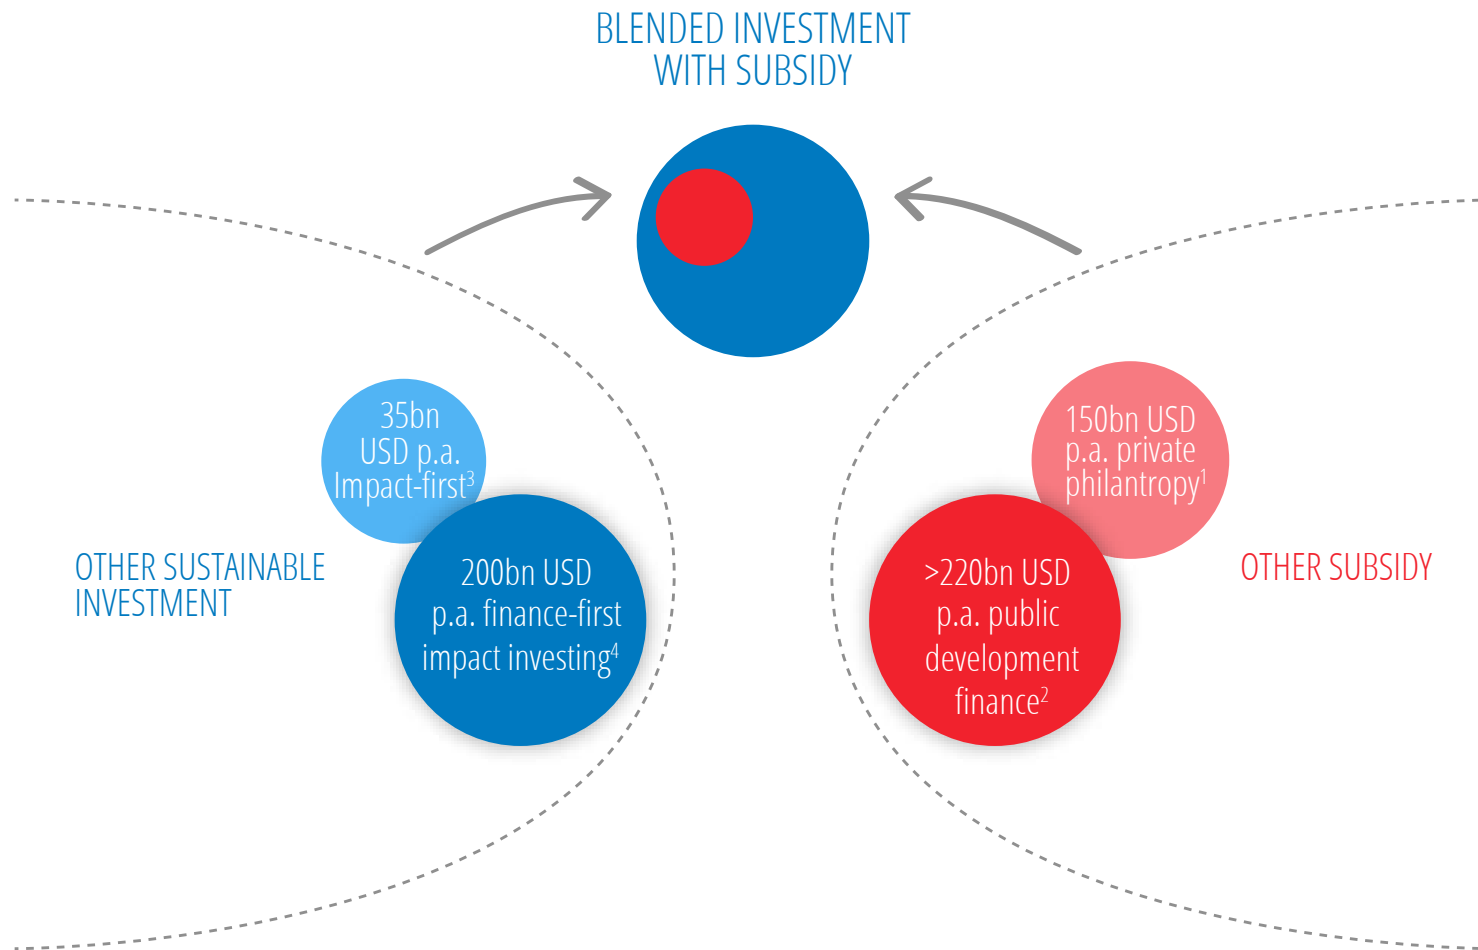 BLENDED INVESTMENT
WITH SUBSIDY
35bn
USD p.a.
Impact-first³
200bn USD
p.a. finance-first
impact investing⁴
OTHER SUSTAINABLE
INVESTMENT
150bn USD
p.a. private
philantropy¹
>220bn USD
p.a. public
development
finance²
OTHER SUBSIDY